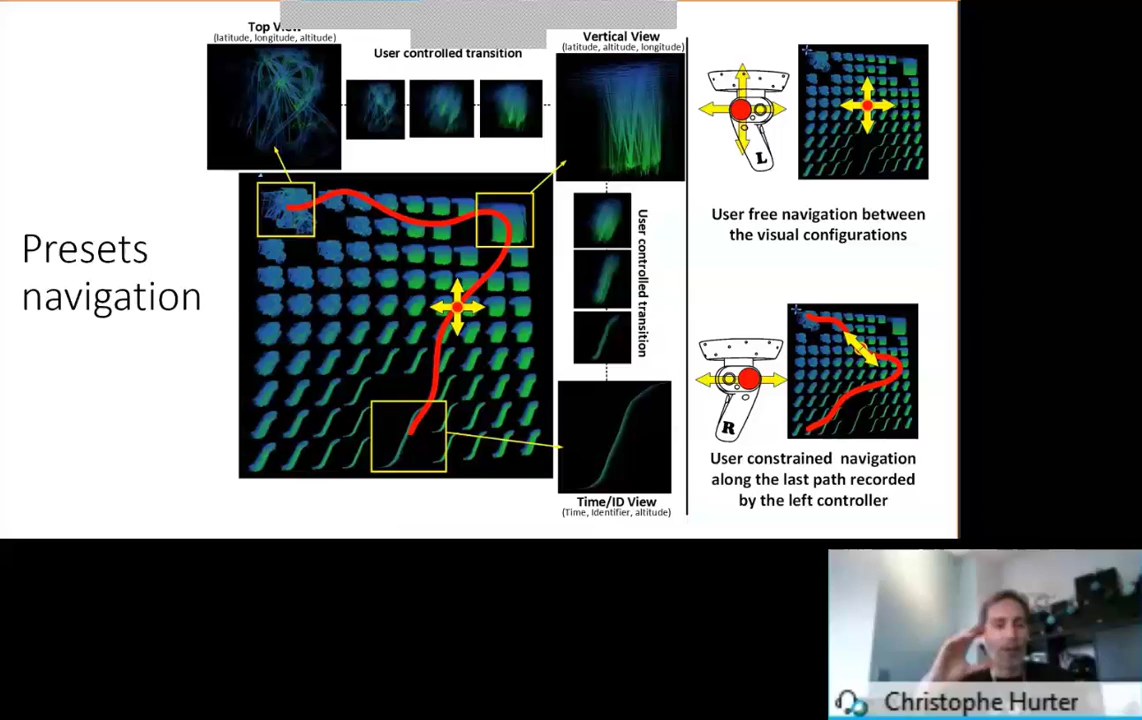 Top View
(latitude, longitude, altitude)
User controlled transition
Vertical View
(latitude, altitude, longitude)
L
User free navigation between
the visual configurations
Presets
navigation
User controlled transition
R
User constrained navigation
along the last path recorded
by the left controller
Time/ID View
(Time, Identifier, altitude)
Christophe Hurter